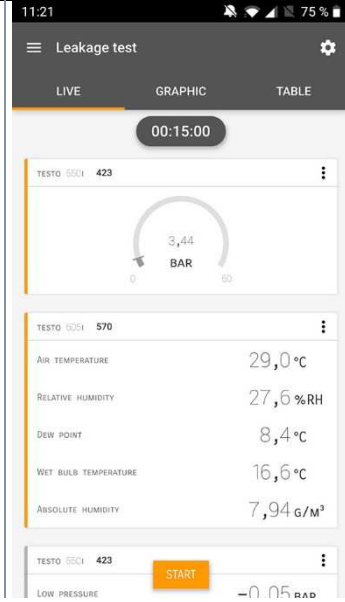 11:21
75 %
Leakage test
LIVE GRAPHIC TABLE
00:15:00
TESTO 550I 423
3,44
BAR
0 60
TESTO 605I 570
AIR TEMPERATURE 29,0 °C
RELATIVE HUMIDITY 27,6 %RH
DEW POINT 8,4 °C
WET BULB TEMPERATURE 16,6 °C
ABSOLUTE HUMIDITY 7,94 G/M³
TESTO 550I 423
START
LOW PRESSURE -0,05 BAR